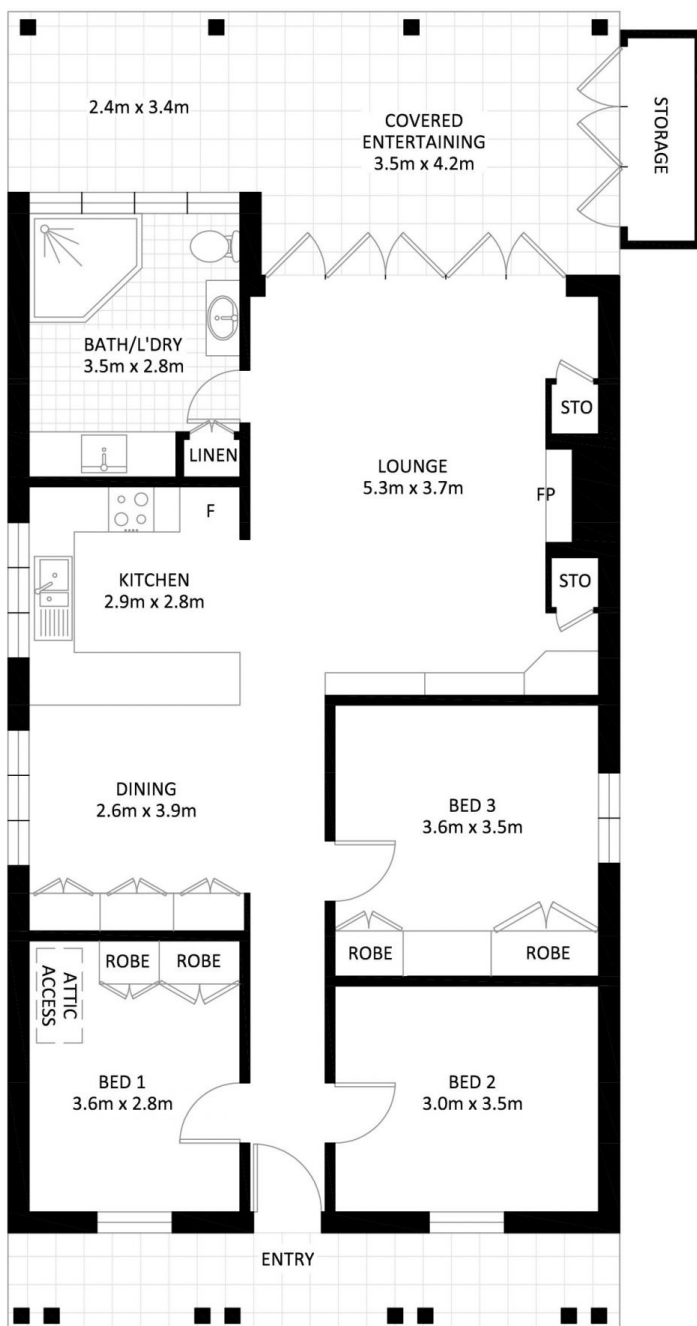 2.4m x 3.4m
COVERED
ENTERTAINING
3.5m x 4.2m
STORAGE
BATH/L'DRY
3.5m x 2.8m
LINEN
STO
LOUNGE
5.3m x 3.7m
FP
F
KITCHEN
2.9m x 2.8m
STO
DINING
2.6m x 3.9m
BED 3
3.6m x 3.5m
ROBE
ROBE
ROBE
ROBE
ATTIC
ACCESS
BED 1
3.6m x 2.8m
BED 2
3.0m x 3.5m
ENTRY